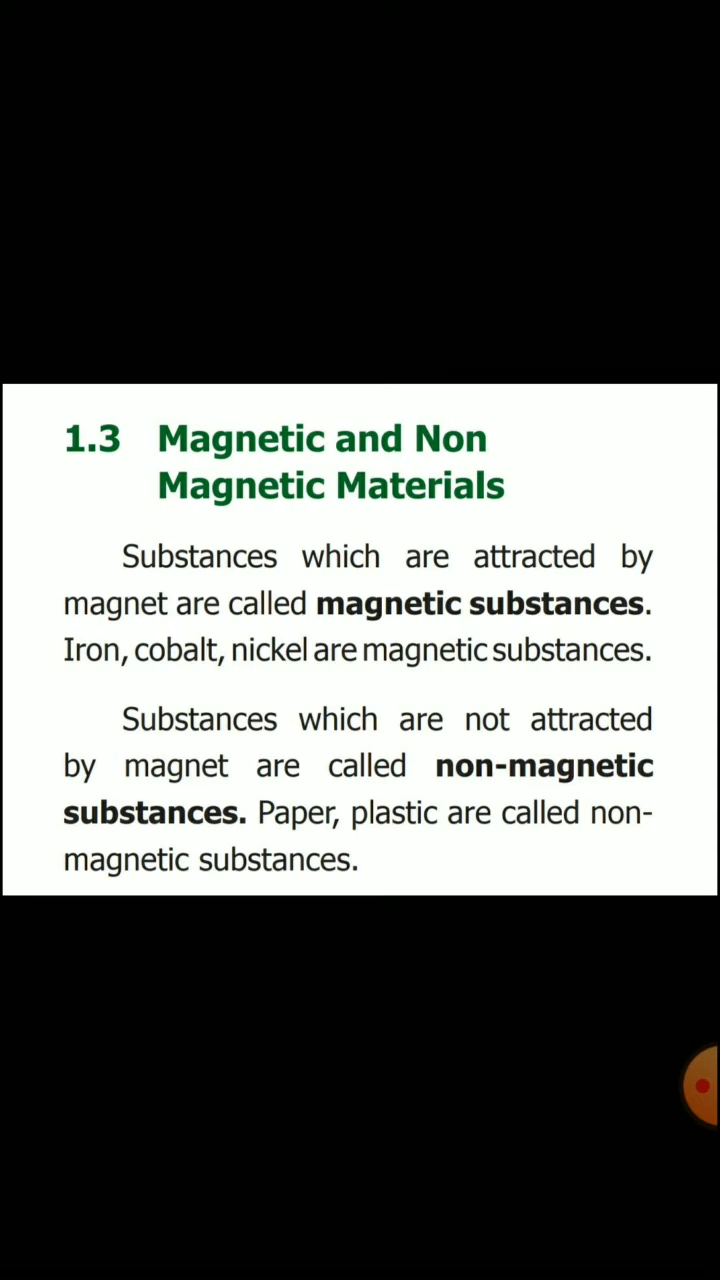 1.3 Magnetic and Non
Magnetic Materials
Substances which are attracted by
magnet are called magnetic substances.
Iron, cobalt, nickel are magnetic substances.
Substances which are not attracted
by magnet are called non-magnetic
substances. Paper, plastic are called non-
magnetic substances.